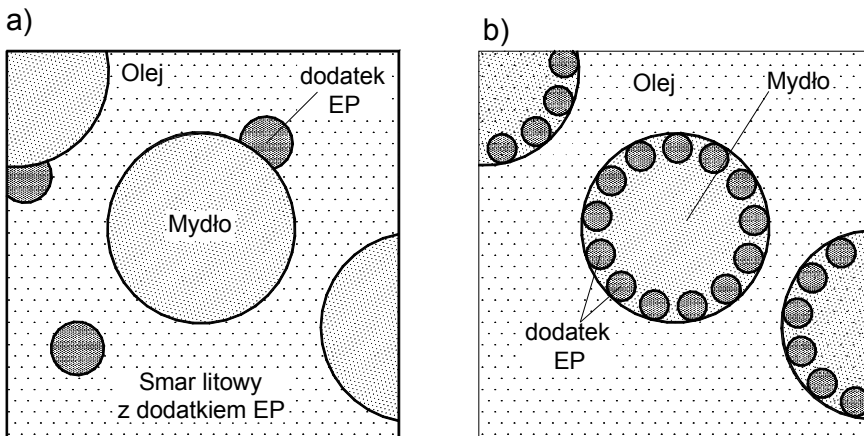 a)
Olej
dodatek
EP
Mydło
Smar litowy
z dodatkiem EP
b)
Olej
Mydło
dodatek
EP